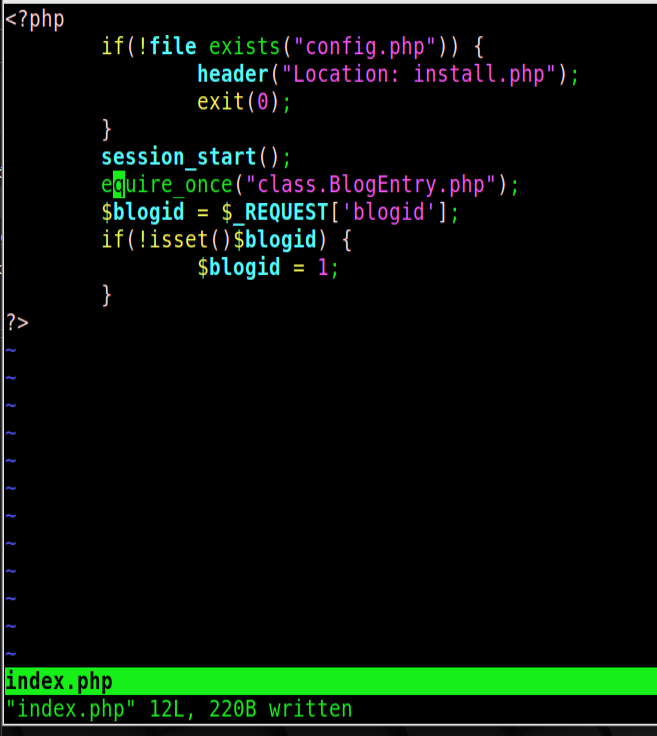 <?php
if(!file exists("config.php")) {
header("Location: install.php");
exit(0);
}
session_start();
equire_once("class.BlogEntry.php");
$blogid = $_REQUEST['blogid'];
if(!isset()$blogid) {
$blogid = 1;
}
?>
~
~
~
~
~
~
~
~
~
~
~
~
index.php
"index.php" 12L, 220B written